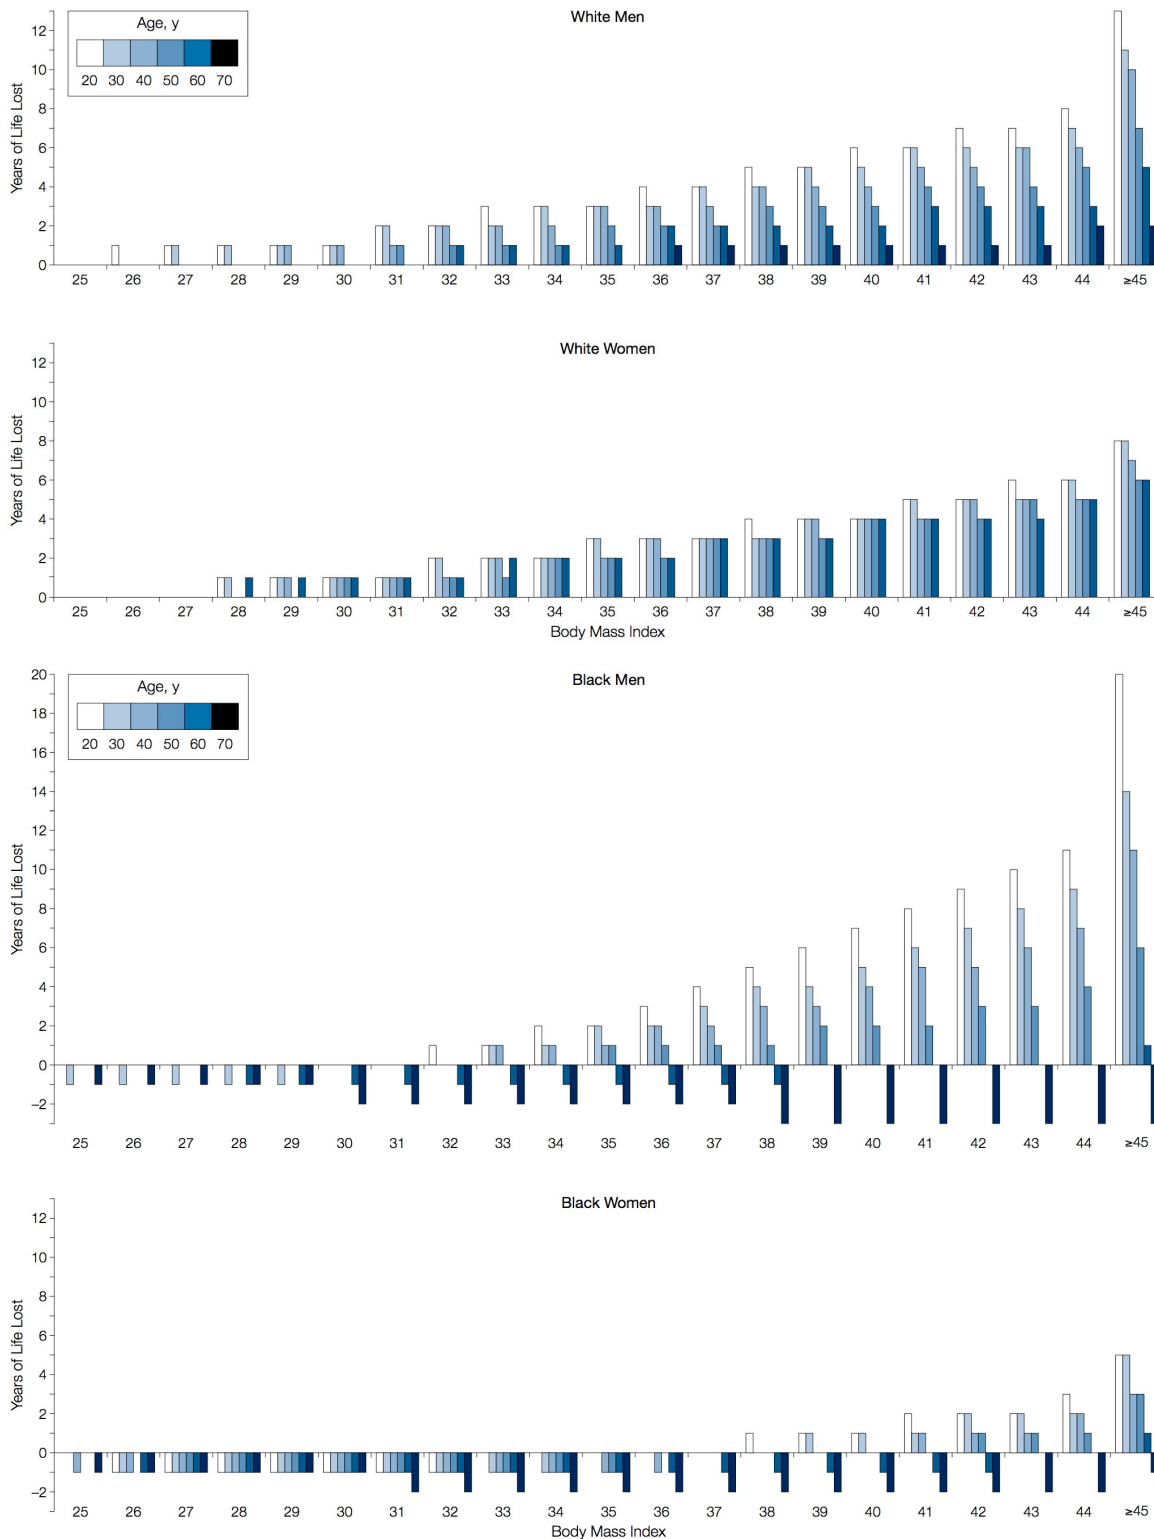 White Men
Age, y
20 30 40 50 60 70
Years of Life Lost
12
10
8
6
4
2
0
25 26 27 28 29 30 31 32 33 34 35 36 37 38 39 40 41 42 43 44 ≥45
White Women
Years of Life Lost
12
10
8
6
4
2
0
25 26 27 28 29 30 31 32 33 34 35 36 37 38 39 40 41 42 43 44 ≥45
Body Mass Index
Black Men
Age, y
20 30 40 50 60 70
Years of Life Lost
20
18
16
14
12
10
8
6
4
2
0
−2
25 26 27 28 29 30 31 32 33 34 35 36 37 38 39 40 41 42 43 44 ≥45
Black Women
Years of Life Lost
12
10
8
6
4
2
0
−2
25 26 27 28 29 30 31 32 33 34 35 36 37 38 39 40 41 42 43 44 ≥45
Body Mass Index